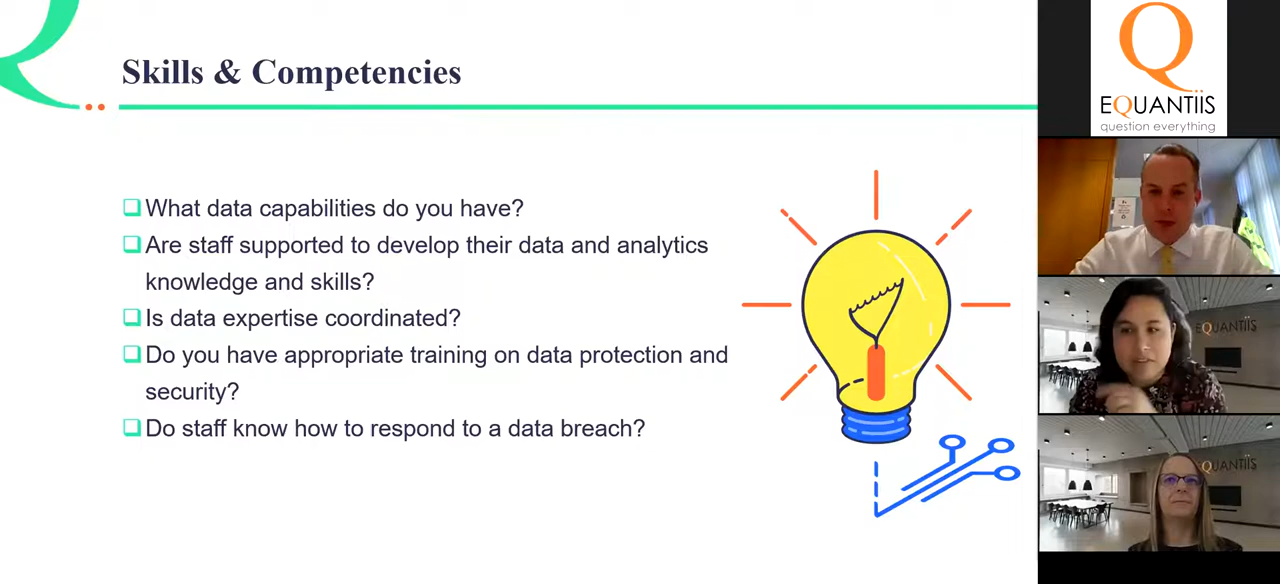 Skills & Competencies
What data capabilities do you have?
Are staff supported to develop their data and analytics
knowledge and skills?
Is data expertise coordinated?
Do you have appropriate training on data protection and
security?
Do staff know how to respond to a data breach?
EQUANTIIS
question everything
EQUANTIIS
QUANTIIS